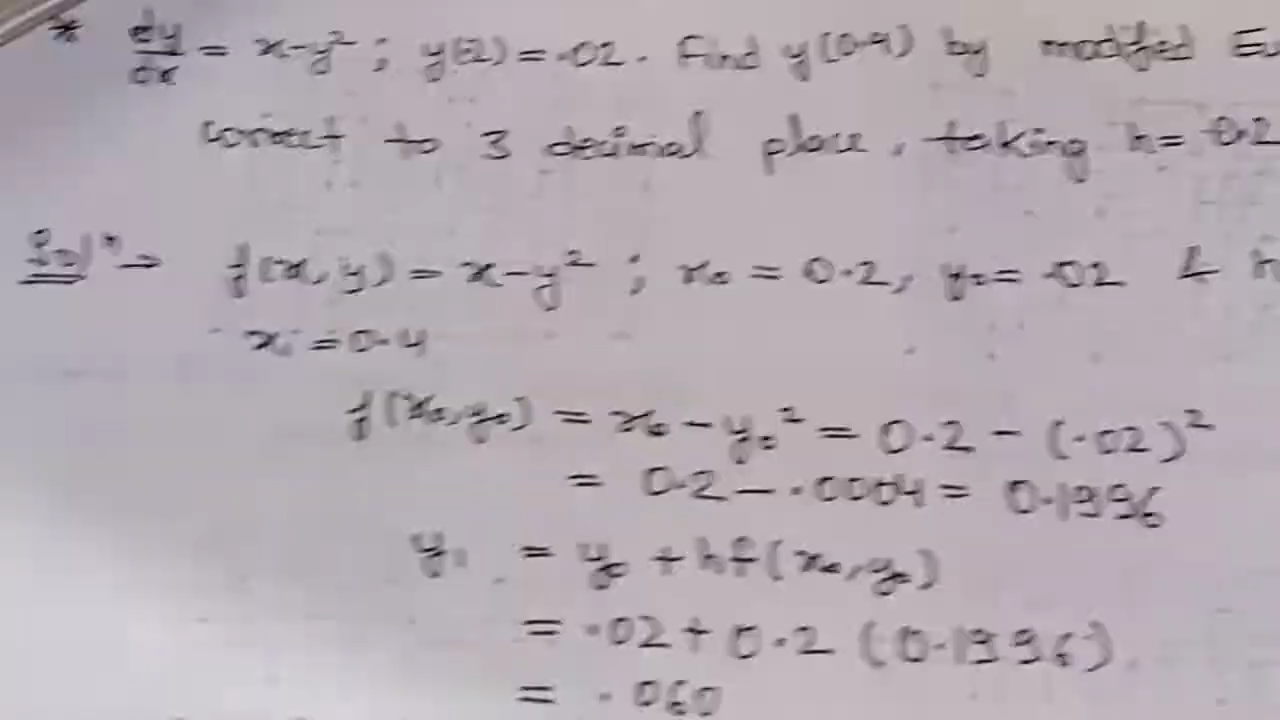 * dy/dx = x-y² ; y(.2) = .02. Find y(0.4) by modified Eu
correct to 3 decimal place, taking h = 0.2
Solⁿ → f(x, y) = x-y² ; x₀ = 0.2, y₀ = .02 &
x₁ = 0.4
f(x₀, y₀) = x₀ - y₀² = 0.2 - (.02)²
= 0.2 - .0004 = 0.1996
y₁ = y₀ + hf(x₀, y₀)
= .02 + 0.2 (0.1996)
= .060